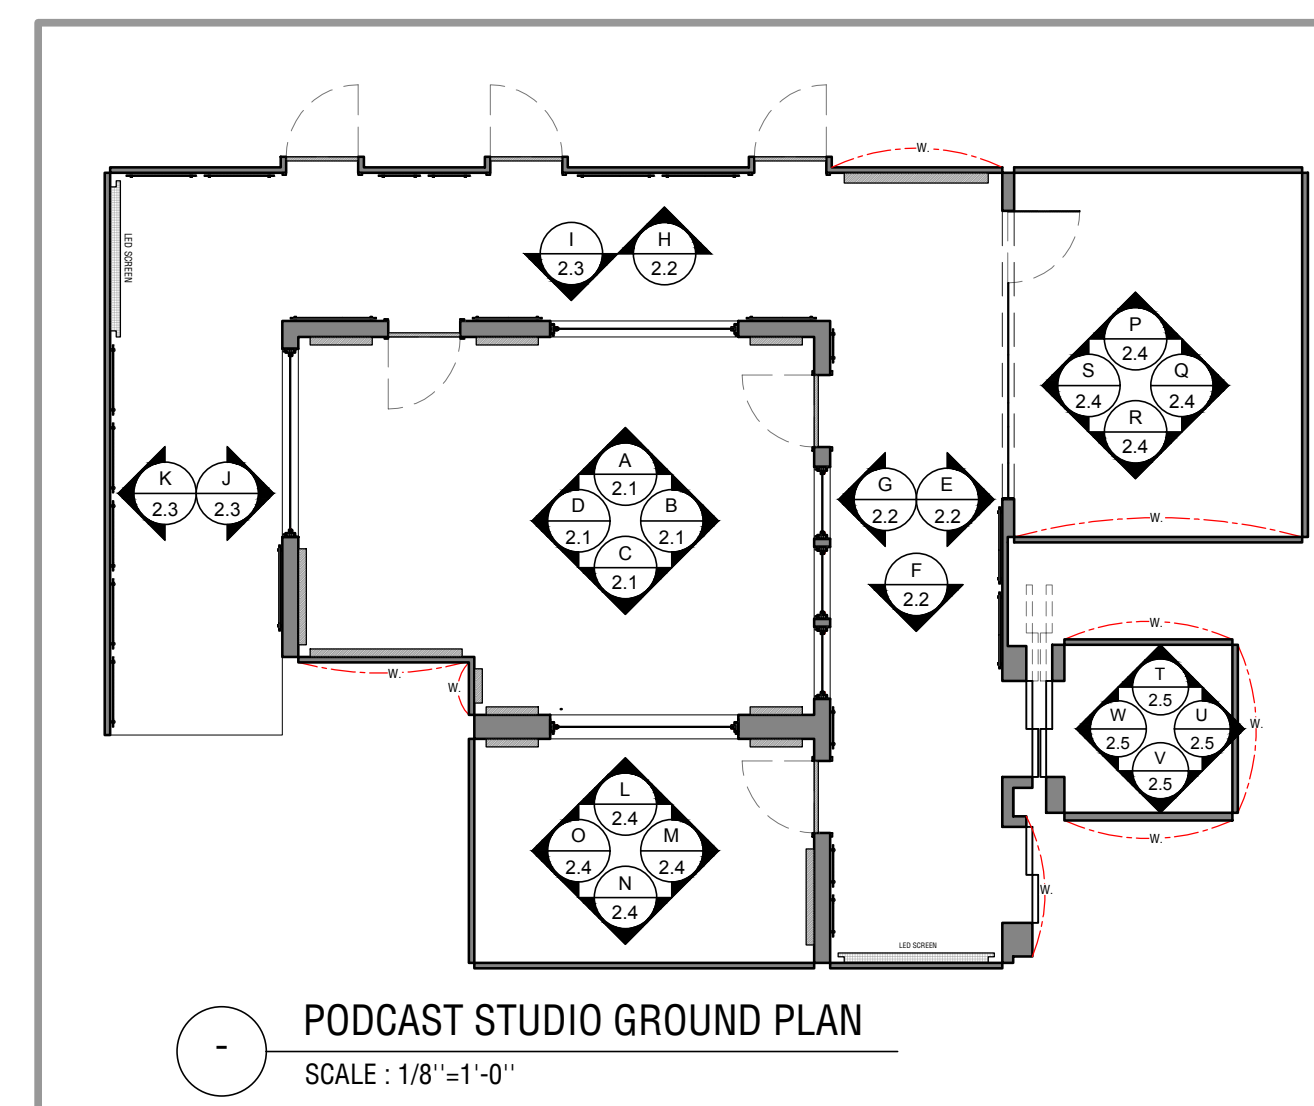 W.
LED SCREEN
I
2.3
H
2.2
P
2.4
S
2.4
Q
2.4
R
2.4
K
2.3
J
2.3
A
2.1
D
2.1
B
2.1
C
2.1
G
2.2
E
2.2
F
2.2
W.
W.
W.
W.
T
2.5
W
2.5
U
2.5
V
2.5
W.
W.
L
2.4
O
2.4
M
2.4
N
2.4
W.
LED SCREEN
-
PODCAST STUDIO GROUND PLAN
SCALE : 1/8''=1'-0''